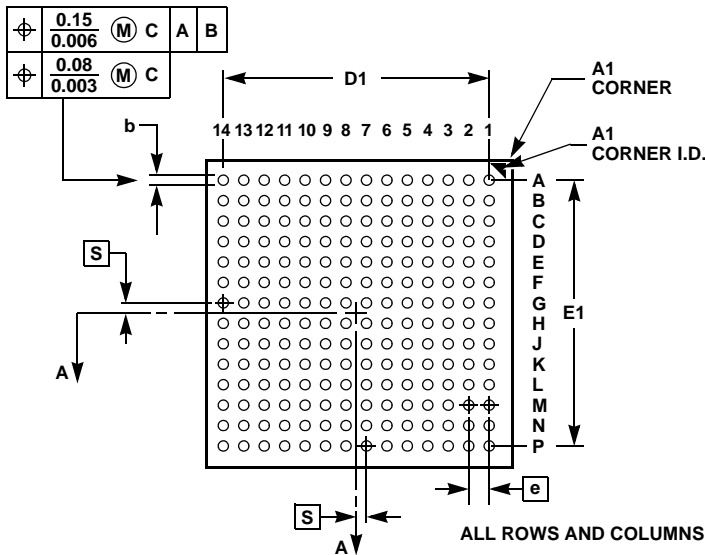 0.15
0.006 M C A B
0.08
0.003 M C
D1
A1
CORNER
b
14 13 12 11 10 9 8 7 6 5 4 3 2 1
A1
CORNER I.D.
A
B
C
D
E
F
G
H
J
K
L
M
N
P
S
E1
A
S
A
e
ALL ROWS AND COLUMNS